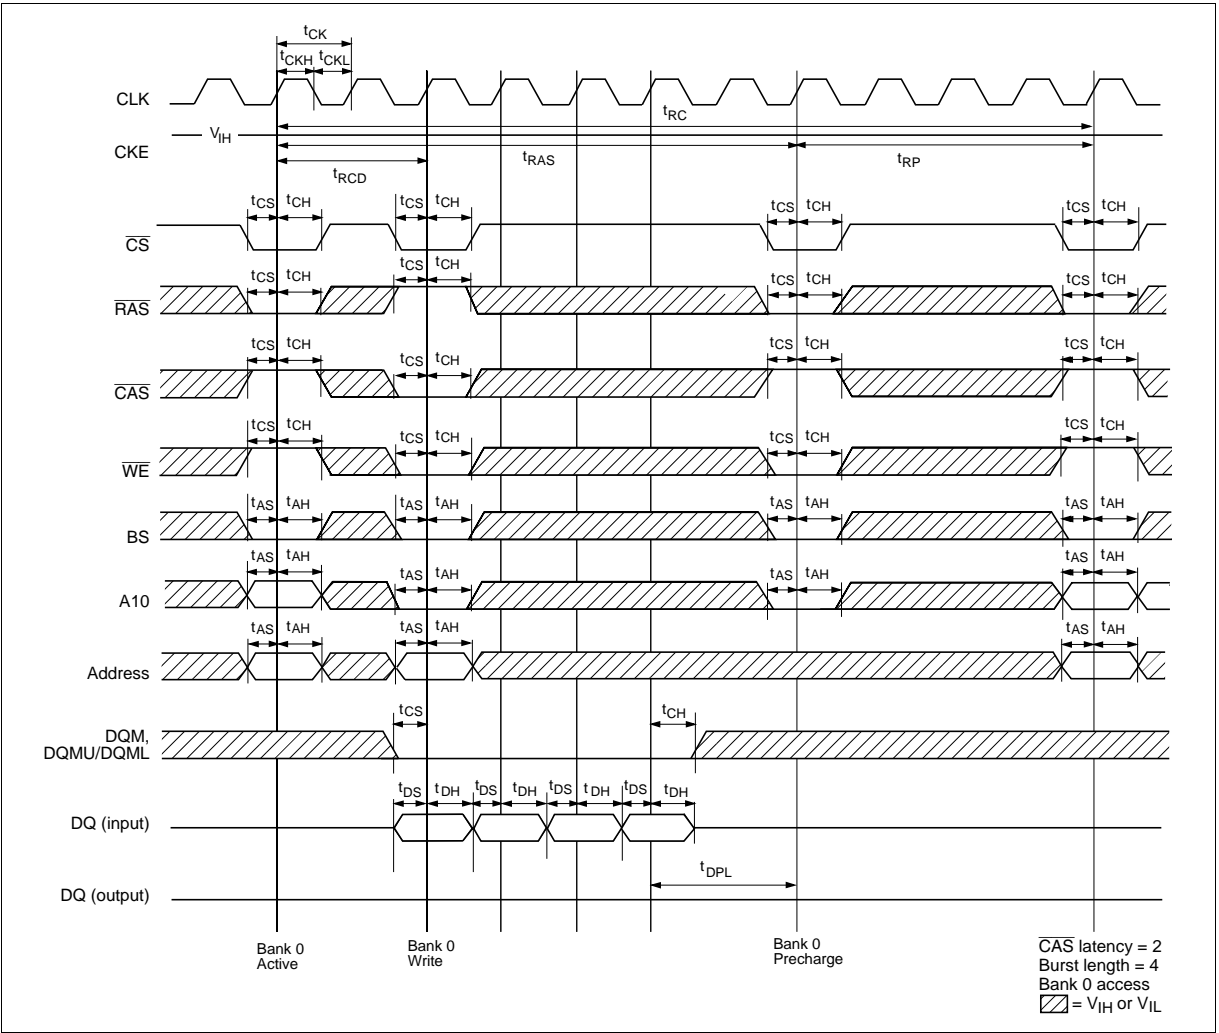 tCK
tCKH tCKL
CLK
tRC
VIH
CKE
tRAS tRP
tRCD
tCS tCH tCS tCH tCS tCH tCS tCH
CS
tCS tCH tCS tCH tCS tCH tCS tCH
RAS
tCS tCH tCS tCH tCS tCH tCS tCH
CAS
tCS tCH tCS tCH tCS tCH tCS tCH
WE
tAS tAH tAS tAH tAS tAH tAS tAH
BS
tAS tAH tAS tAH tAS tAH tAS tAH
A10
tAS tAH tAS tAH tAS tAH
Address
tCS tCH
DQM,
DQMU/DQML
tDS tDH tDS tDH tDS tDH tDS tDH
DQ (input)
tDPL
DQ (output)
Bank 0
Active
Bank 0
Write
Bank 0
Precharge
CAS latency = 2
Burst length = 4
Bank 0 access
= VIH or VIL